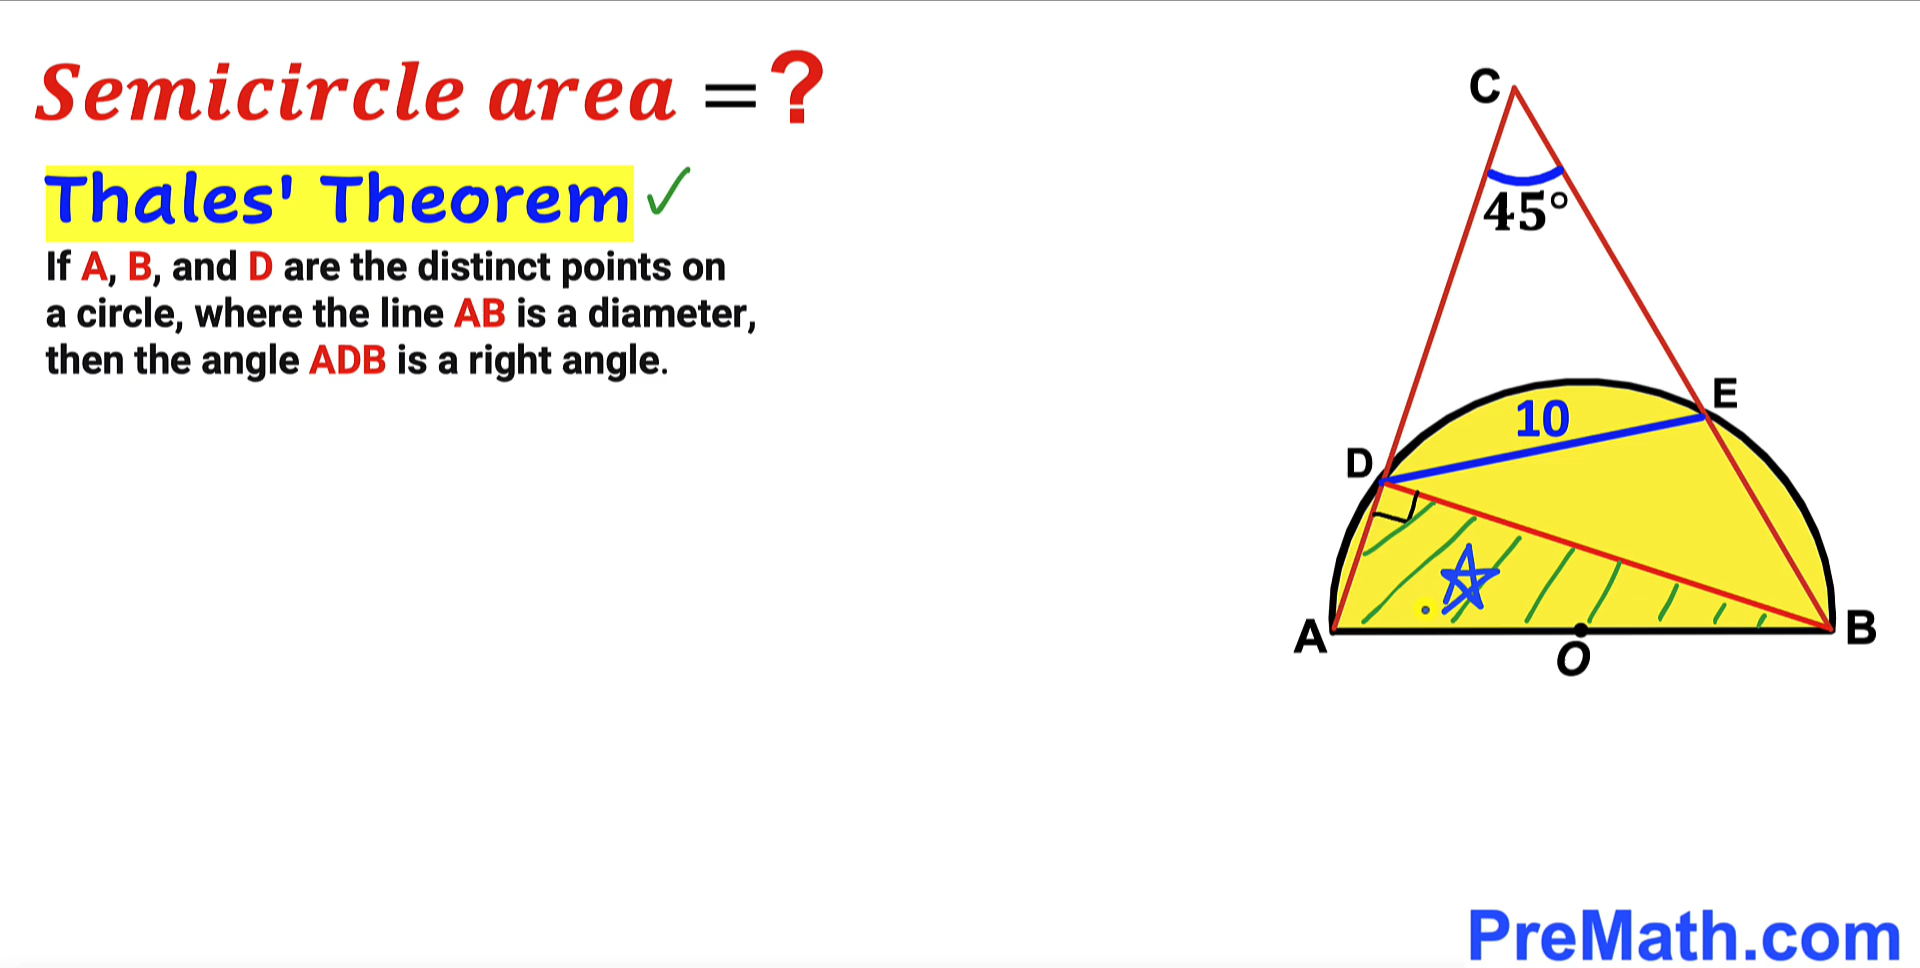 Semicircle area = ?
Thales' Theorem ✓
If A, B, and D are the distinct points on
a circle, where the line AB is a diameter,
then the angle ADB is a right angle.
C
45°
E
10
D
A
B
O
PreMath.com